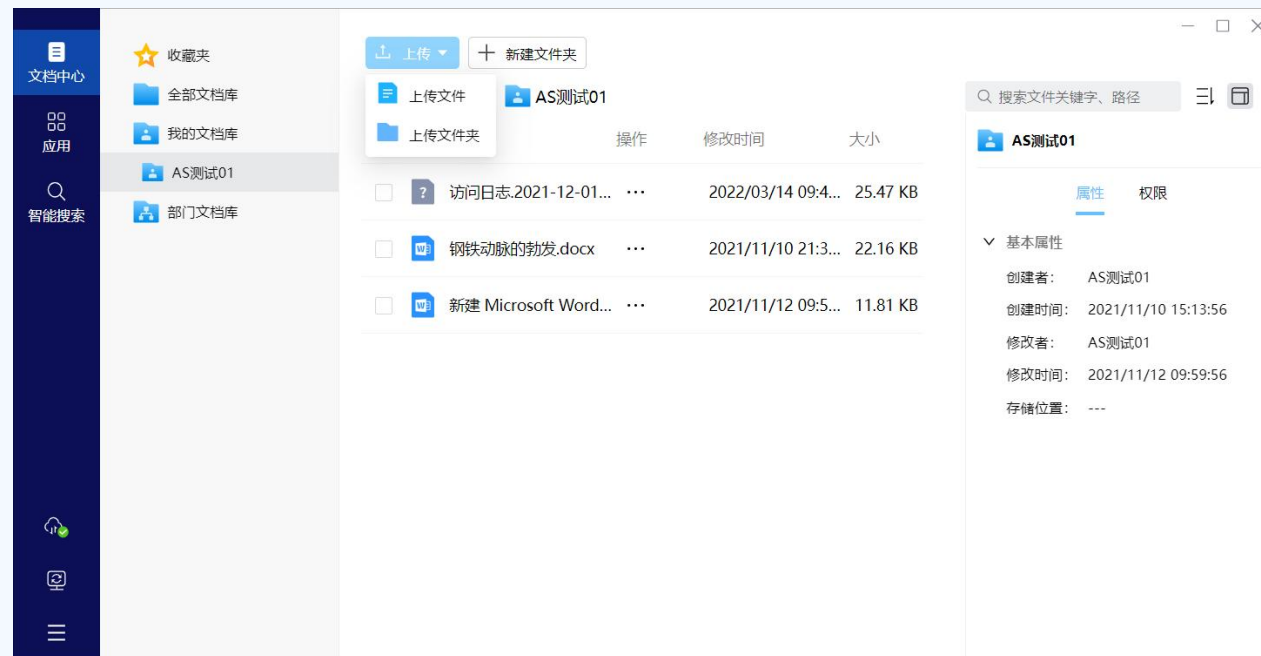 文档中心
应用
智能搜索
收藏夹
全部文档库
我的文档库
AS测试01
部门文档库
上传
新建文件夹
上传文件
上传文件夹
AS测试01
操作 修改时间 大小
访问日志.2021-12-01... ··· 2022/03/14 09:4... 25.47 KB
钢铁动脉的勃发.docx ··· 2021/11/10 21:3... 22.16 KB
新建 Microsoft Word... ··· 2021/11/12 09:5... 11.81 KB
搜索文件关键字、路径
AS测试01
属性 权限
基本属性
创建者: AS测试01
创建时间: 2021/11/10 15:13:56
修改者: AS测试01
修改时间: 2021/11/12 09:59:56
存储位置: ---